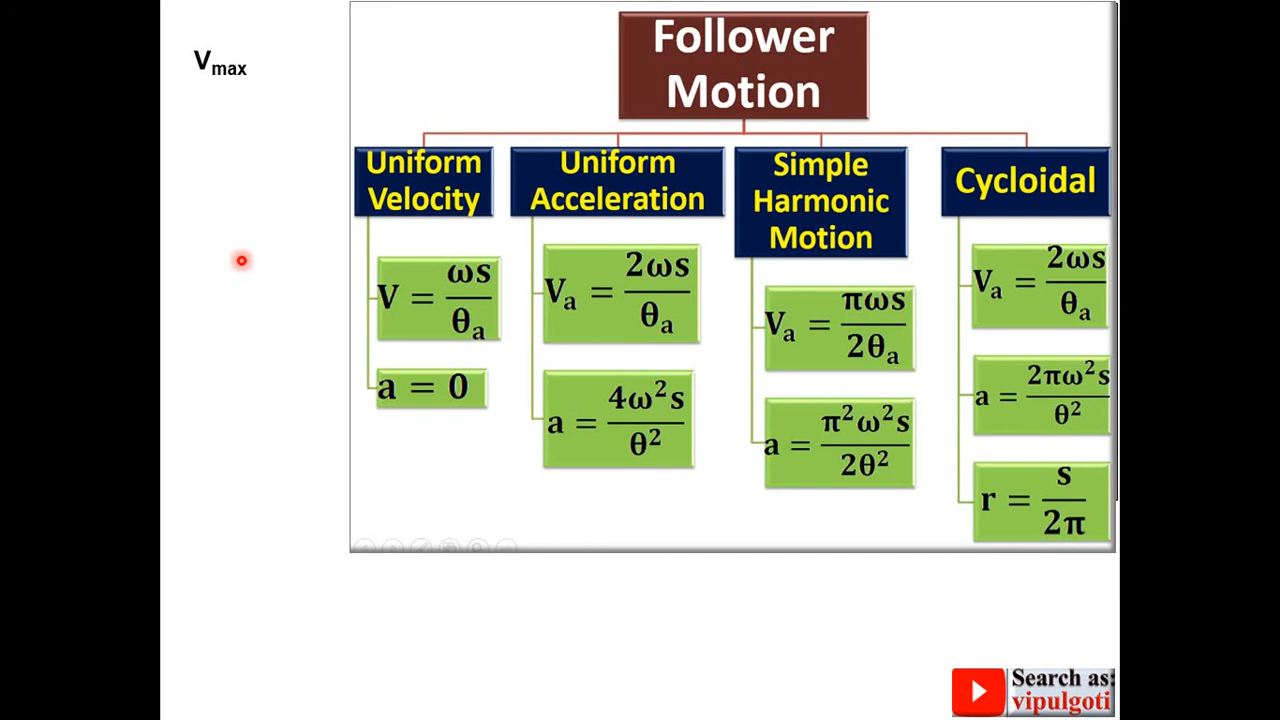 Vmax
Follower
Motion
Uniform
Velocity
V = ωs/θa
a = 0
Uniform
Acceleration
Va = 2ωs/θa
a = 4ω²s/θ²
Simple
Harmonic
Motion
Va = πωs/2θa
a = π²ω²s/2θ²
Cycloidal
Va = 2ωs/θa
a = 2πω²s/θ²
r = s/2π
Search as:
vipulgoti